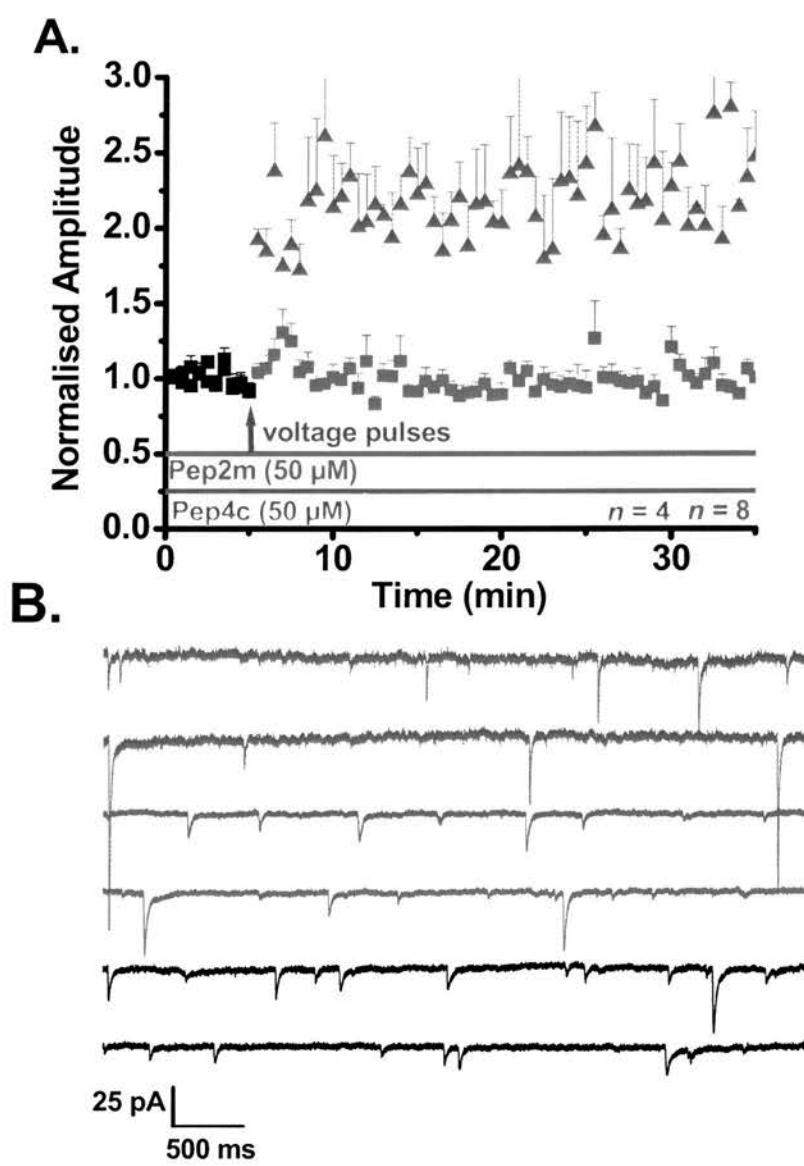 A.
3.0
2.5
2.0
1.5
1.0
0.5
0.0
Normalised Amplitude
voltage pulses
Pep2m (50 µM)
Pep4c (50 µM)
n = 4 n = 8
0 10 20 30
Time (min)
B.
25 pA
500 ms